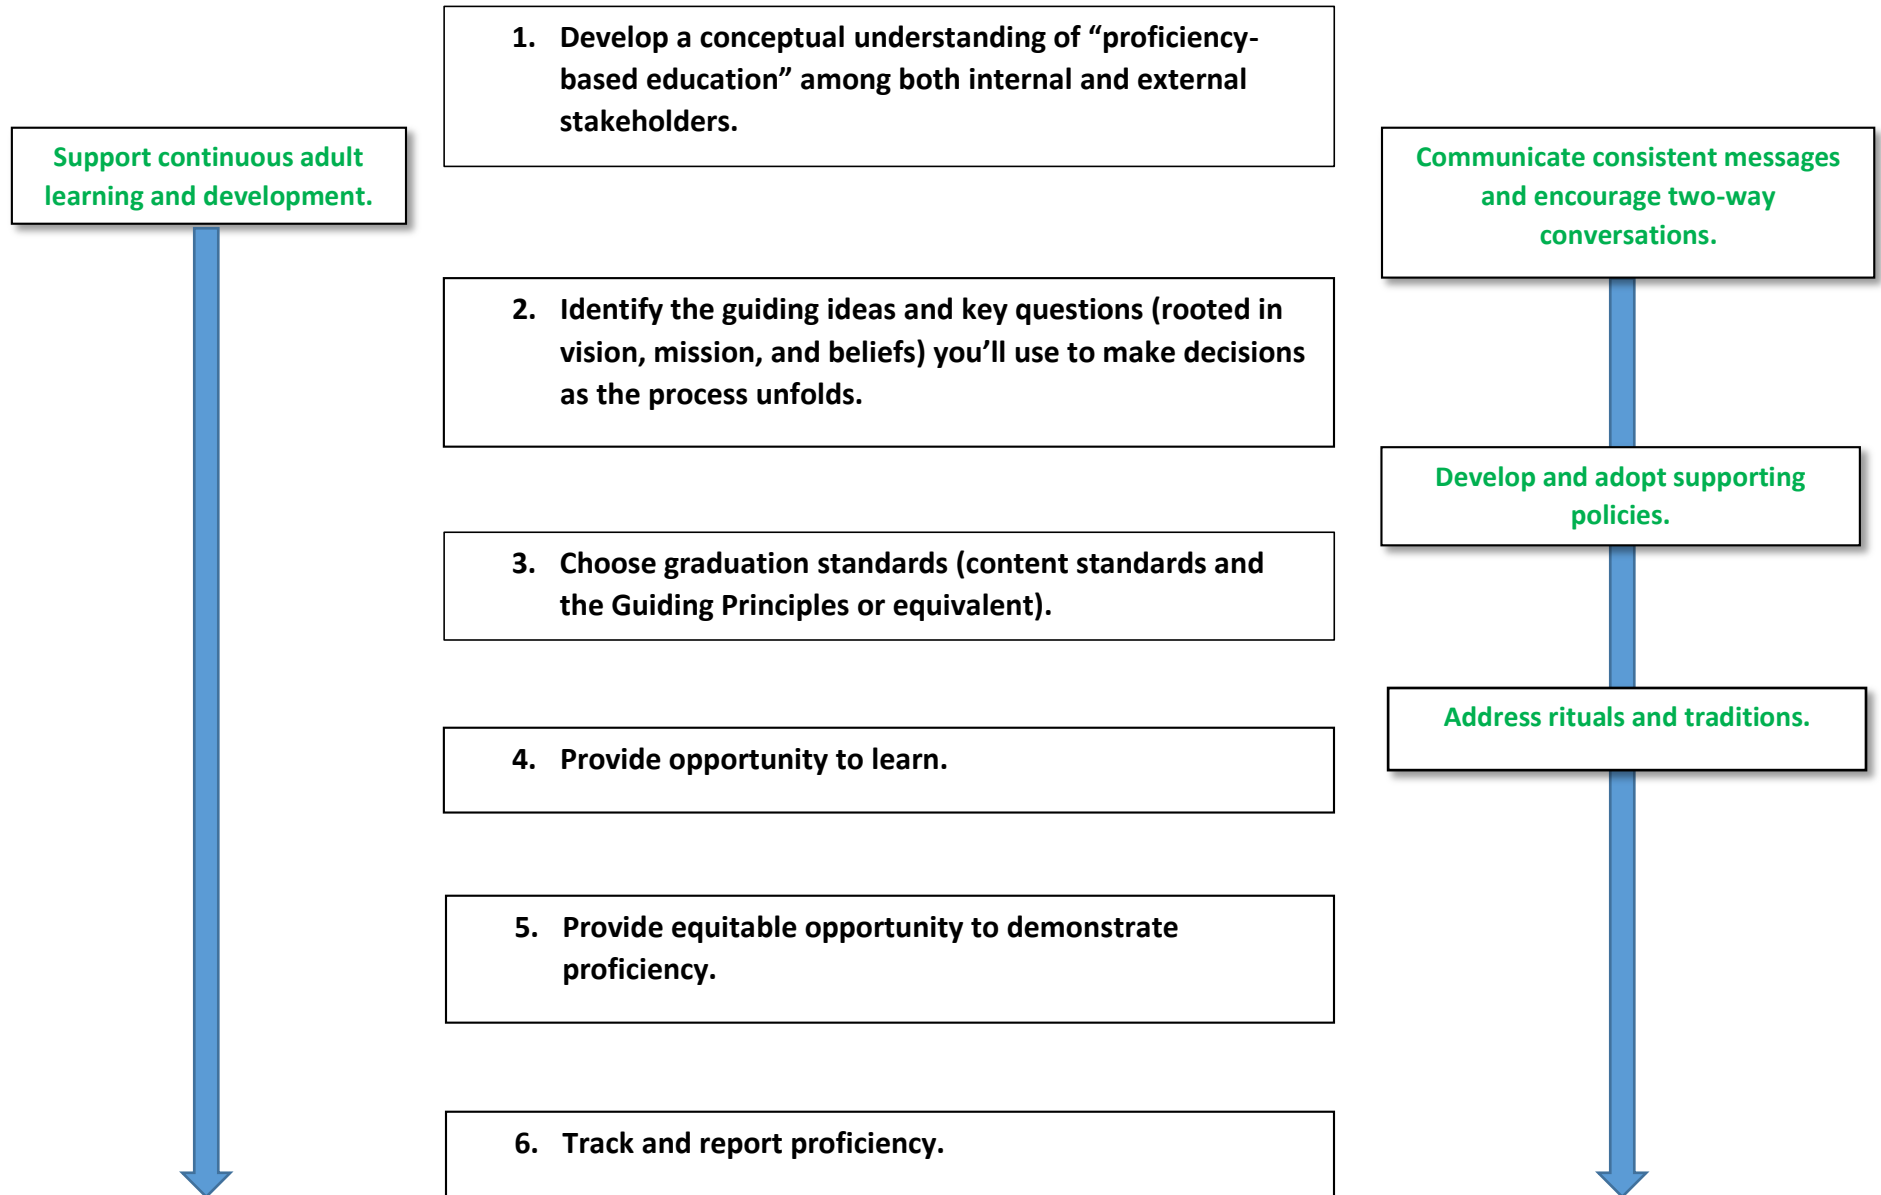 1. Develop a conceptual understanding of “proficiency-
based education” among both internal and external
stakeholders.
Support continuous adult
learning and development.
Communicate consistent messages
and encourage two-way
conversations.
2. Identify the guiding ideas and key questions (rooted in
vision, mission, and beliefs) you’ll use to make decisions
as the process unfolds.
Develop and adopt supporting
policies.
3. Choose graduation standards (content standards and
the Guiding Principles or equivalent).
Address rituals and traditions.
4. Provide opportunity to learn.
5. Provide equitable opportunity to demonstrate
proficiency.
6. Track and report proficiency.